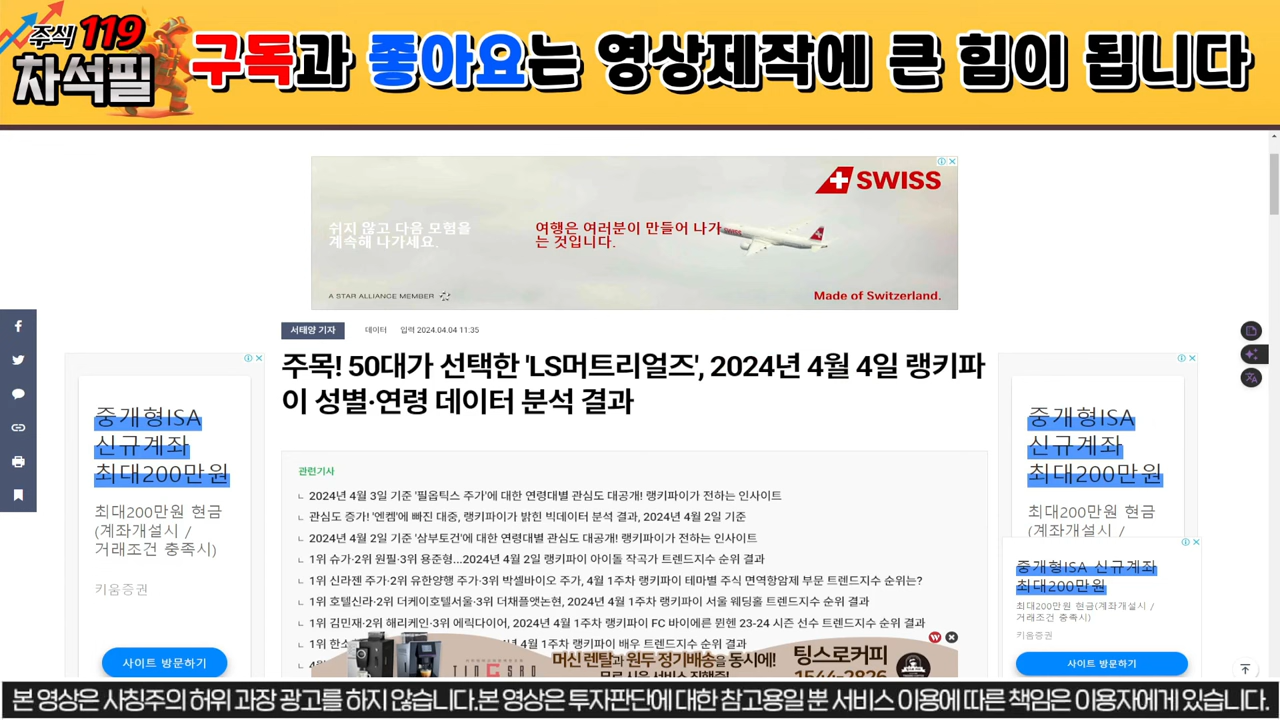 주식 119
차석필
구독과 좋아요는 영상제작에 큰 힘이 됩니다
SWISS
쉬지 않고 다음 모험을
계속해 나가세요.
여행은 여러분이 만들어 나가
는 것입니다.
SWISS
A STAR ALLIANCE MEMBER
Made of Switzerland.
서태양 기자 데이터 입력 2024.04.04 11:35
주목! 50대가 선택한 'LS머트리얼즈', 2024년 4월 4일 랭키파
이 성별·연령 데이터 분석 결과
관련기사
2024년 4월 3일 기준 '필옵틱스 주가'에 대한 연령대별 관심도 대공개! 랭키파이가 전하는 인사이트
관심도 증가! '엔켐'에 빠진 대중, 랭키파이가 밝힌 빅데이터 분석 결과, 2024년 4월 2일 기준
2024년 4월 2일 기준 '삼부토건'에 대한 연령대별 관심도 대공개! 랭키파이가 전하는 인사이트
1위 슈가·2위 원필·3위 용준형...2024년 4월 2일 랭키파이 아이돌 작곡가 트렌드지수 순위 결과
1위 신라젠 주가·2위 유한양행 주가·3위 박셀바이오 주가, 4월 1주차 랭키파이 테마별 주식 면역항암제 부문 트렌드지수 순위는?
1위 호텔신라·2위 더케이호텔서울·3위 더채플앳논현, 2024년 4월 1주차 랭키파이 서울 웨딩홀 트렌드지수 순위 결과
1위 김민재·2위 해리케인·3위 에릭다이어, 2024년 4월 1주차 랭키파이 FC 바이에른 뮌헨 23-24 시즌 선수 트렌드지수 순위 결과
1위 한소 4월 1주차 랭키파이 배우 트렌드지수 순위 결과
중개형ISA
신규계좌
최대200만원
최대200만원 현금
(계좌개설시 /
거래조건 충족시)
키움증권
사이트 방문하기
중개형ISA
신규계좌
최대200만원
최대200만원 현금
(계좌개설시 /
중개형ISA 신규계좌
최대200만원
최대200만원 현금(계좌개설시 /
거래조건 충족시)
키움증권
사이트 방문하기
머신 렌탈과 원두 정기배송을 동시에!
팅스로커피
1544-2826
본 영상은 사칭주의 허위 과장 광고를 하지 않습니다.본 영상은 투자판단에 대한 참고용일 뿐 서비스 이용에 따른 책임은 이용자에게 있습니다.